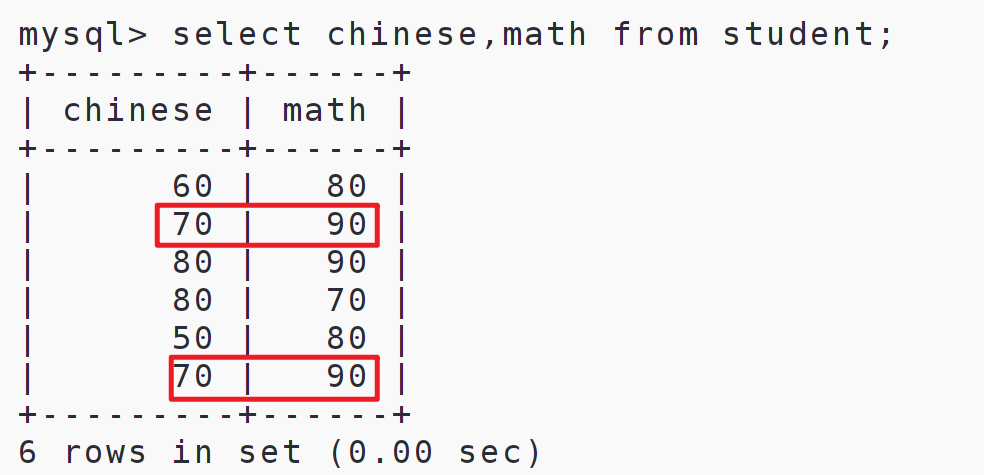 mysql> select chinese,math from student;
+---------+------+
| chinese | math |
+---------+------+
|      60 |   80 |
|      70 |   90 |
|      80 |   90 |
|      80 |   70 |
|      50 |   80 |
|      70 |   90 |
+---------+------+
6 rows in set (0.00 sec)